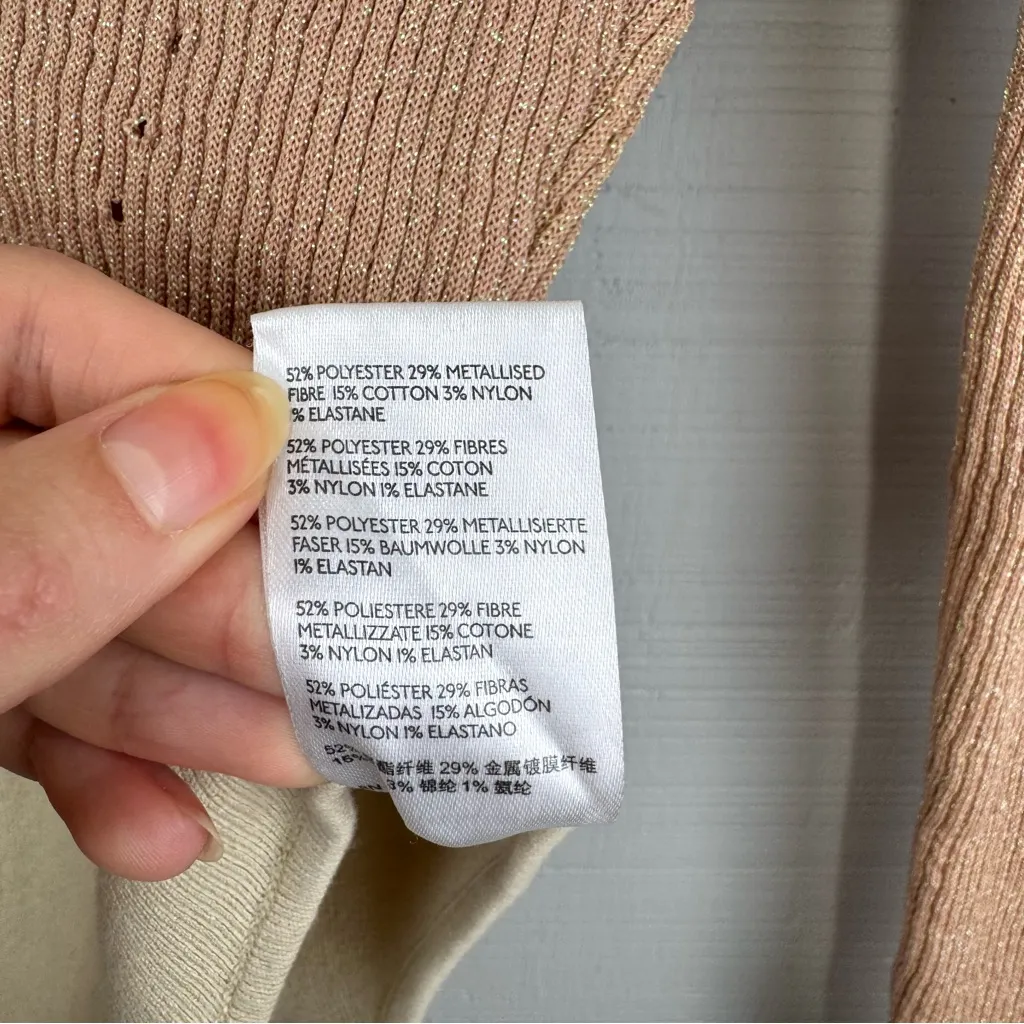 52% POLYESTER 29% METALLISED
FIBRE 15% COTTON 3% NYLON
% ELASTANE
52% POLYESTER 29% FIBRES
MÉTALLISÉES 15% COTON
3% NYLON 1% ELASTANE
52% POLYESTER 29% METALLISIERTE
FASER 15% BAUMWOLLE 3% NYLON
1% ELASTAN
52% POLIESTERE 29% FIBRE
METALLIZZATE 15% COTONE
3% NYLON 1% ELASTAN
52% POLIÉSTER 29% FIBRAS
METALIZADAS 15% ALGODÓN
3% NYLON 1% ELASTANO
52%
酯纤维 29% 金属镀膜纤维
3% 锦纶 1% 氨纶